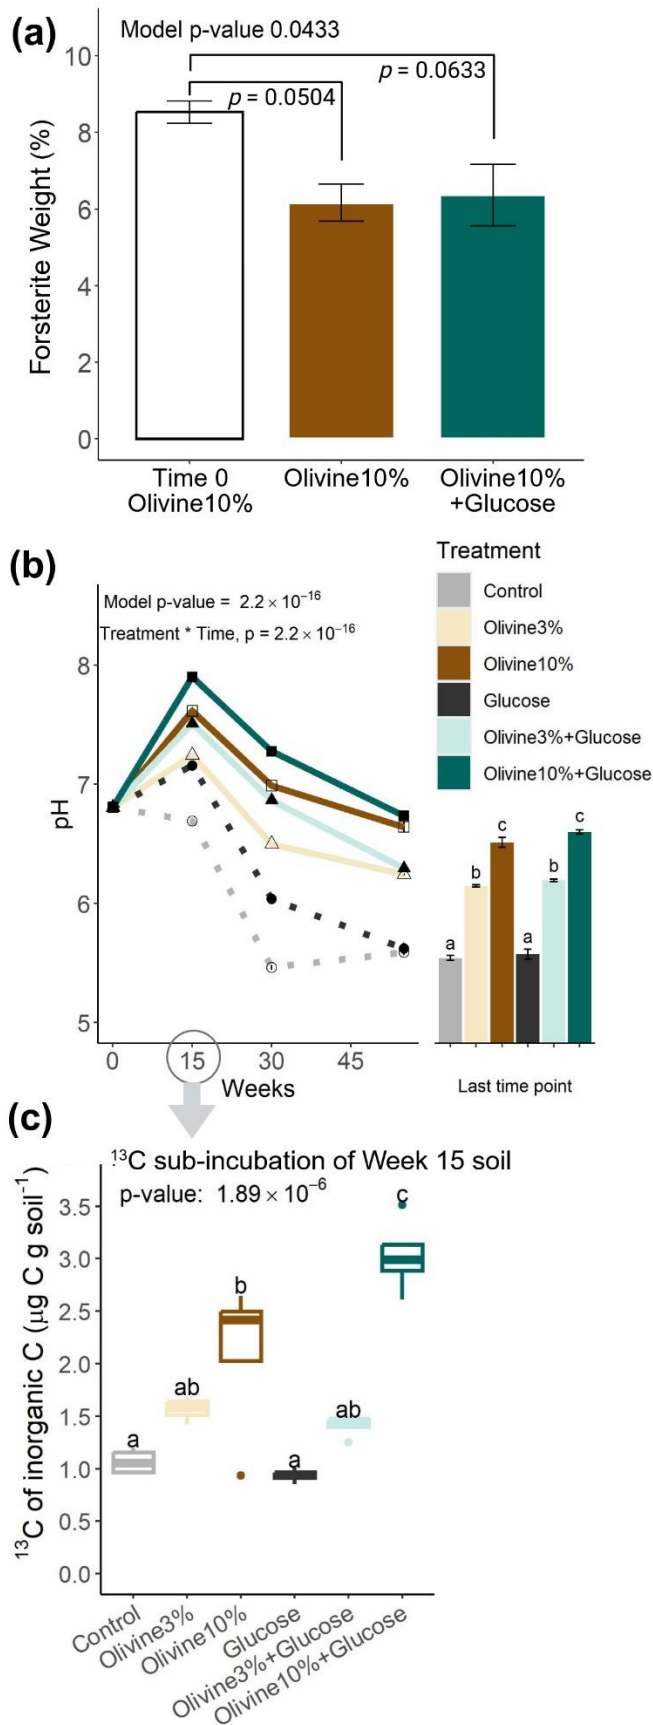 (a)
Model p-value 0.0433
p = 0.0633
p = 0.0504
Forsterite Weight (%)
10
8
6
4
2
0
Time 0
Olivine10%
Olivine10%
Olivine10%
+Glucose
(b)
Model p-value = 2.2 × 10⁻¹⁶
Treatment * Time, p = 2.2 × 10⁻¹⁶
pH
8
7
6
5
0
15
30
45
Weeks
Treatment
Control
Olivine3%
Olivine10%
Glucose
Olivine3%+Glucose
Olivine10%+Glucose
a
b
c
a
b
c
Last time point
(c)
¹³C sub-incubation of Week 15 soil
p-value: 1.89 × 10⁻⁶
¹³C of inorganic C (µg C g soil⁻¹)
3.5
3.0
2.5
2.0
1.5
1.0
0.5
0.0
a
ab
b
a
ab
c
Control
Olivine3%
Olivine10%
Glucose
Olivine3%+Glucose
Olivine10%+Glucose